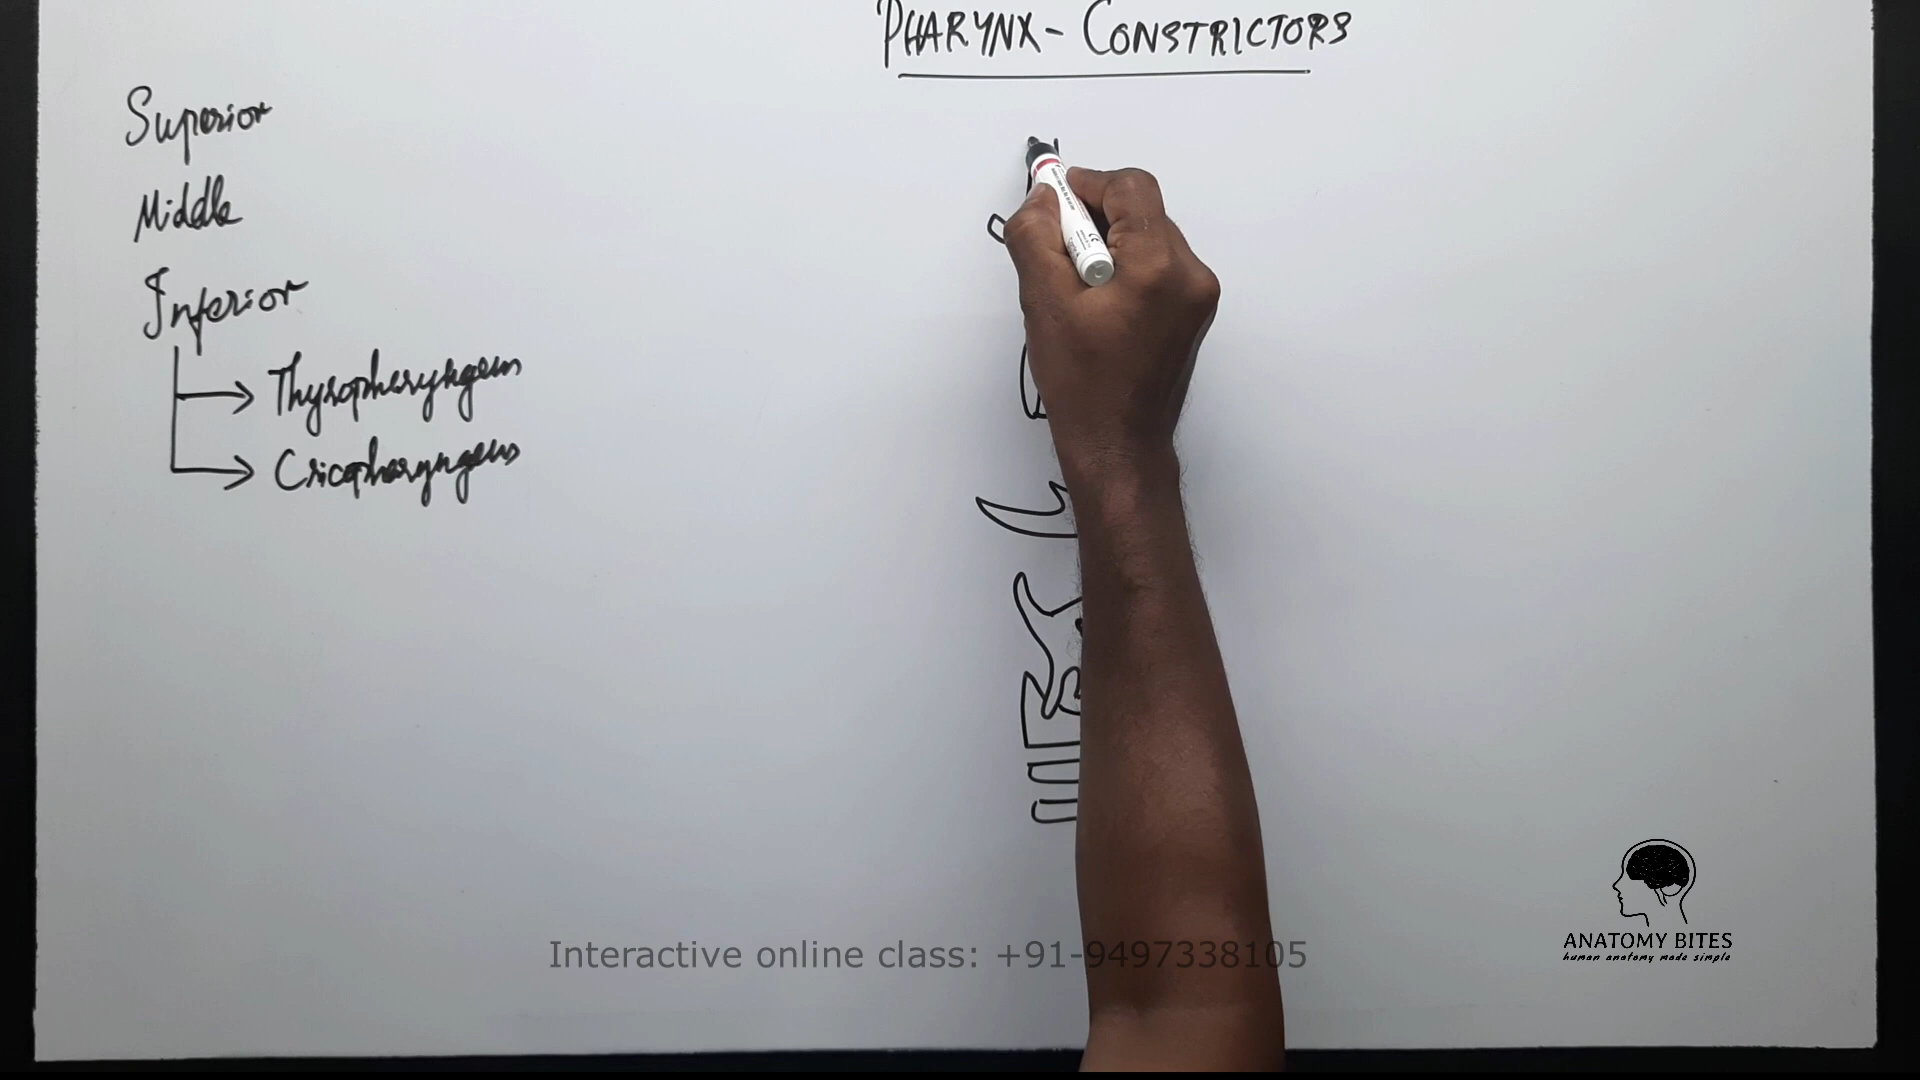 PHARYNX- CONSTRICTORS
Superior
Middle
Inferior
Thyropharyngeus
Cricopharyngeus
Interactive online class: +91-9497338105
ANATOMY BITES
human anatomy made simple